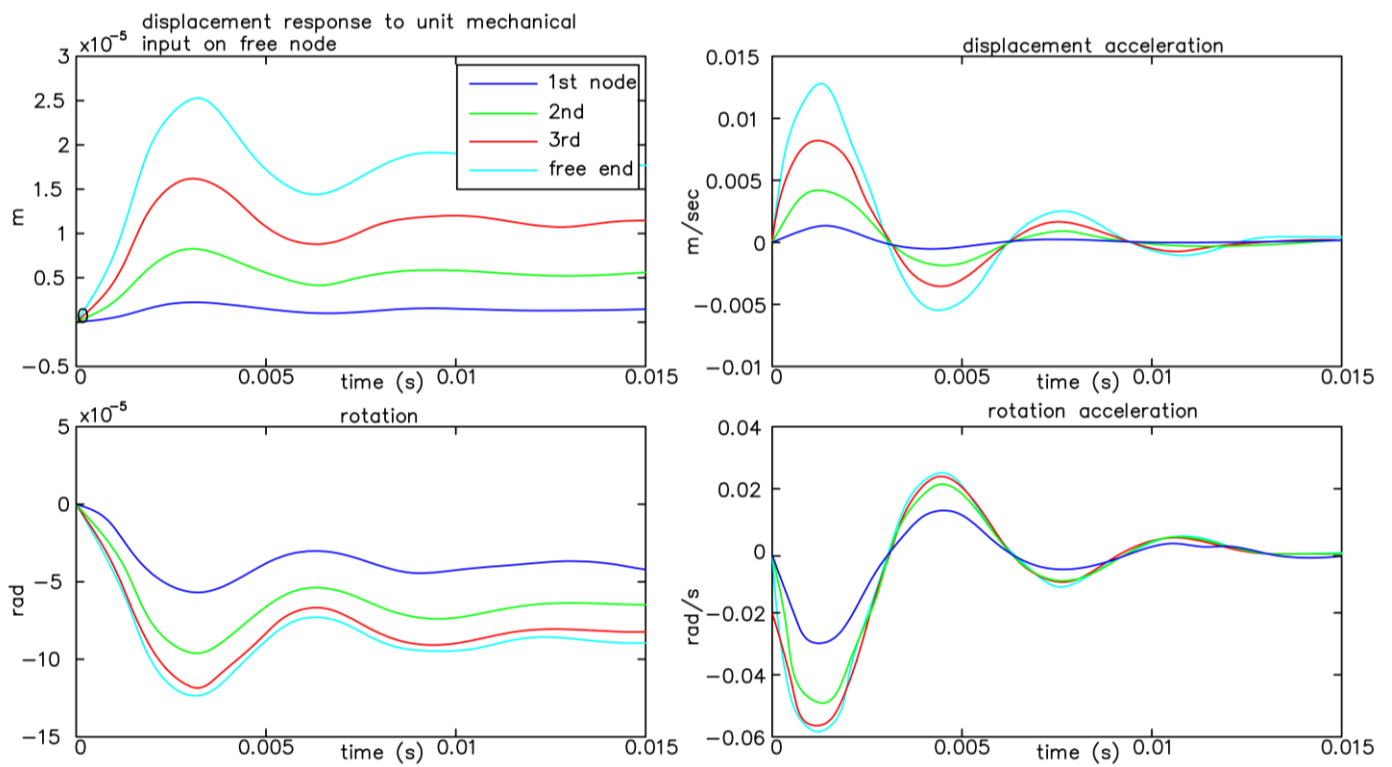 displacement response to unit mechanical
×10⁻⁵ input on free node
3
2.5
2
1.5
1
0.5
0
−0.5
m
0 0.005 0.01 0.015
time (s)
1st node
2nd
3rd
free end
displacement acceleration
0.015
0.01
0.005
0
−0.005
−0.01
m/sec
0 0.005 0.01 0.015
time (s)
×10⁻⁵
rotation
5
0
−5
−10
−15
rad
0 0.005 0.01 0.015
time (s)
rotation acceleration
0.04
0.02
0
−0.02
−0.04
−0.06
rad/s
0 0.005 0.01 0.015
time (s)